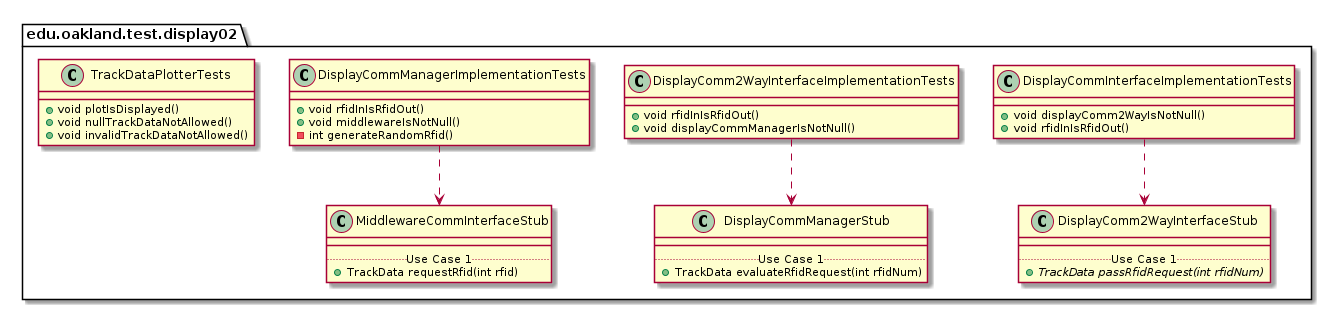 edu.oakland.test.display02
C TrackDataPlotterTests
void plotIsDisplayed()
void nullTrackDataNotAllowed()
void invalidTrackDataNotAllowed()
C DisplayCommManagerImplementationTests
void rfidInIsRfidOut()
void middlewareIsNotNull()
int generateRandomRfid()
C DisplayComm2WayInterfaceImplementationTests
void rfidInIsRfidOut()
void displayCommManagerIsNotNull()
C DisplayCommInterfaceImplementationTests
void displayComm2WayIsNotNull()
void rfidInIsRfidOut()
C MiddlewareCommInterfaceStub
Use Case 1
TrackData requestRfid(int rfid)
C DisplayCommManagerStub
Use Case 1
TrackData evaluateRfidRequest(int rfidNum)
C DisplayComm2WayInterfaceStub
Use Case 1
TrackData passRfidRequest(int rfidNum)